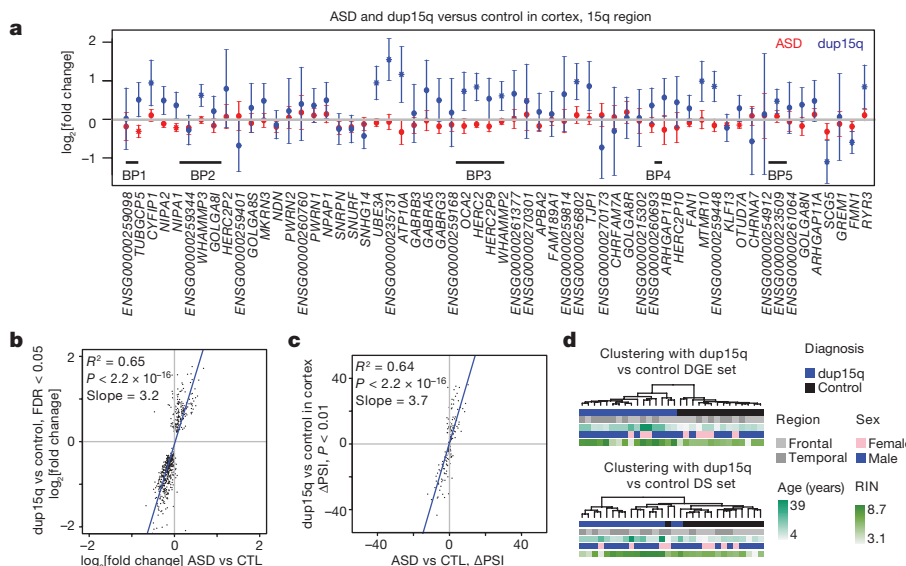 a
ASD and dup15q versus control in cortex, 15q region
ASD dup15q
log2[fold change]
2
1
0
−1
BP1 BP2 BP3 BP4 BP5
ENSG00000259098
TUBGCP5
CYFIP1
NIPA2
NIPA1
ENSG00000259344
WHAMMP3
GOLGA8I
HERC2P2
ENSG00000259401
GOLGA8S
MKRN3
NDN
PWRN2
ENSG00000260760
PWRN1
NPAP1
SNRPN
SNURF
SNHG14
UBE3A
ENSG00000235731
ATP10A
GABRB3
GABRA5
GABRG3
ENSG00000259168
OCA2
HERC2
HERC2P9
WHAMMP2
ENSG00000261377
ENSG00000270301
APBA2
FAM189A1
ENSG00000259814
ENSG00000256802
TJP1
ENSG00000270173
CHRFAM7A
GOLGA8R
ENSG00000215302
ENSG00000260693
ARHGAP11B
HERC2P10
FAN1
MTMR10
ENSG00000259448
KLF13
OTUD7A
CHRNA7
ENSG00000254912
ENSG00000223509
ENSG00000261064
GOLGA8N
ARHGAP11A
SCG5
GREM1
FMN1
RYR3
b
R² = 0.65
P < 2.2 × 10⁻¹⁶
Slope = 3.2
dup15q vs control, FDR < 0.05
log2[fold change]
2
1
0
−1
−2
−2 −1 0 1 2
log2[fold change] ASD vs CTL
c
R² = 0.64
P < 2.2 × 10⁻¹⁶
Slope = 3.7
dup15q vs control in cortex
ΔPSI, P < 0.01
40
20
0
−20
−40
−40 0 40
ASD vs CTL, ΔPSI
d
Clustering with dup15q
vs control DGE set
Clustering with dup15q
vs control DS set
Diagnosis
dup15q
Control
Region
Frontal
Temporal
Sex
Female
Male
Age (years)
39
4
RIN
8.7
3.1